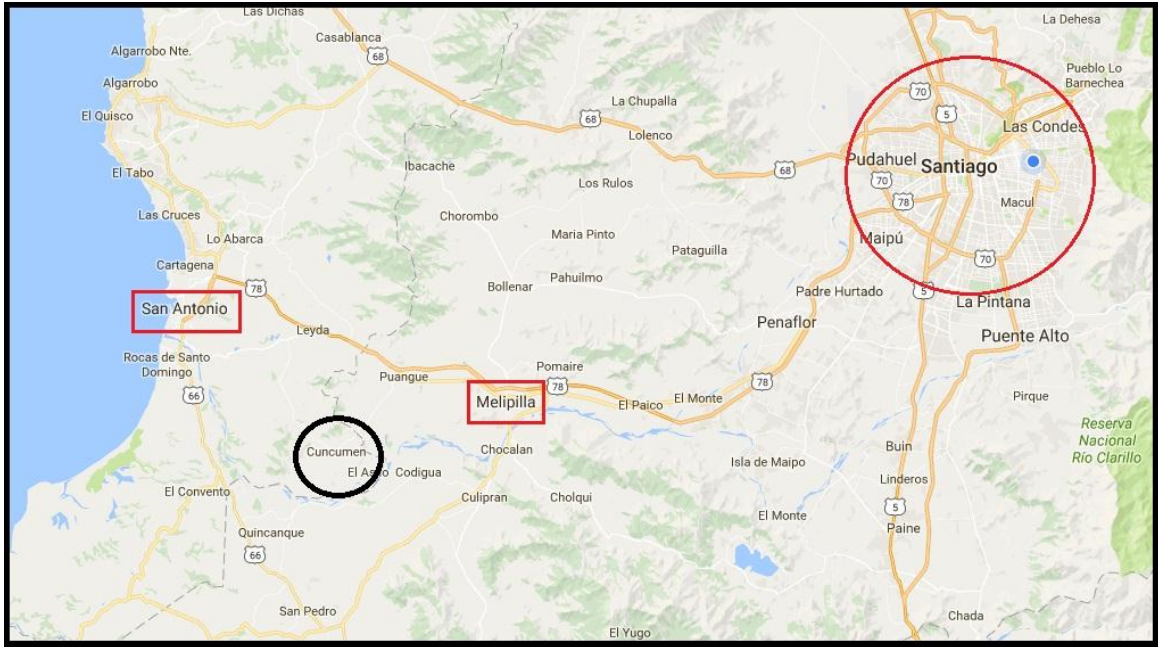 Las Dichas
La Dehesa
Casablanca
Algarrobo Nte.
68
Pueblo Lo
Barnechea
Algarrobo
70
La Chupalla
El Quisco
68
5
Las Condes
Lolenco
Pudahuel
Santiago
Ibacache
68
El Tabo
70
Los Rulos
78
Macul
Las Cruces
Chorombo
Lo Abarca
Maria Pinto
Maipú
Pataguilla
Cartagena
70
Pahuilmo
78
Bollenar
Padre Hurtado
5
San Antonio
La Pintana
Leyda
Penaflor
Puente Alto
Rocas de Santo
Domingo
Pomaire
Puangue
78
78
66
Melipilla
El Paico
El Monte
Pirque
Reserva
Nacional
Río Clarillo
Cuncumen
Chocalan
Buin
El Asilo
Codigua
Isla de Maipo
Linderos
El Convento
Culipran
Cholqui
5
El Monte
Quincanque
Paine
66
San Pedro
Chada
El Yugo